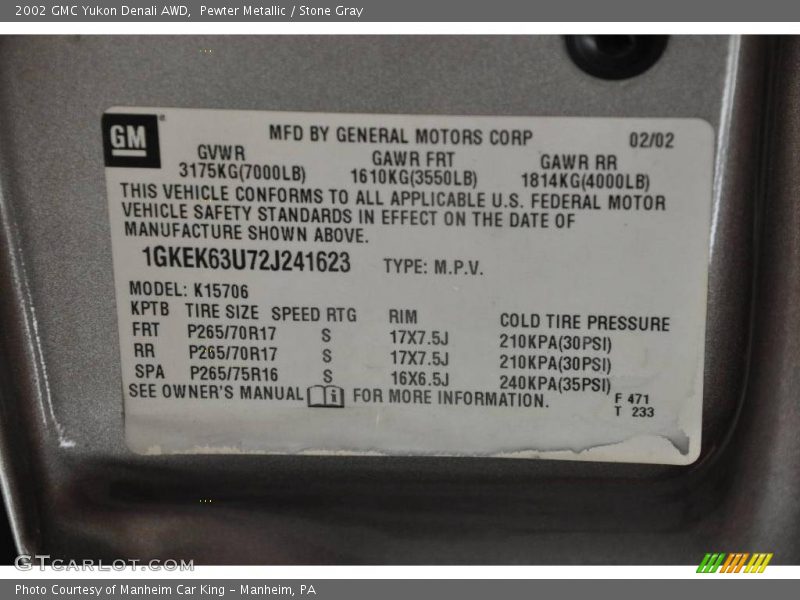 2002 GMC Yukon Denali AWD,  Pewter Metallic / Stone Gray
GM
MFD BY GENERAL MOTORS CORP 02/02
GVWR GAWR FRT GAWR RR
3175KG(7000LB) 1610KG(3550LB) 1814KG(4000LB)
THIS VEHICLE CONFORMS TO ALL APPLICABLE U.S. FEDERAL MOTOR
VEHICLE SAFETY STANDARDS IN EFFECT ON THE DATE OF
MANUFACTURE SHOWN ABOVE.
1GKEK63U72J241623 TYPE: M.P.V.
MODEL: K15706
KPTB TIRE SIZE SPEED RTG RIM COLD TIRE PRESSURE
FRT P265/70R17 S 17X7.5J 210KPA(30PSI)
RR P265/70R17 S 17X7.5J 210KPA(30PSI)
SPA P265/75R16 S 16X6.5J 240KPA(35PSI)
SEE OWNER'S MANUAL i FOR MORE INFORMATION. F 471
T 233
GTcarlot.com
Photo Courtesy of Manheim Car King - Manheim, PA